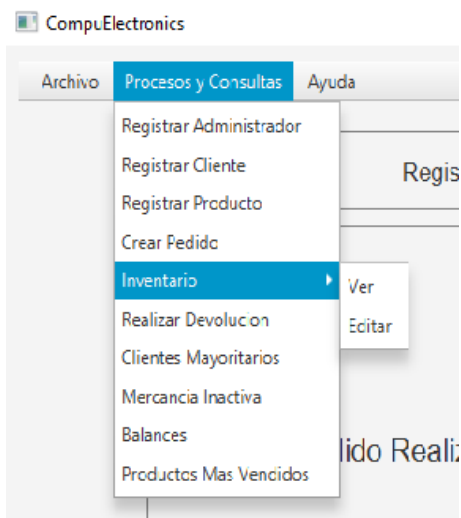 CompuElectronics
Archivo Procesos y Consultas Ayuda
Registrar Administrador
Registrar Cliente
Regis
Registrar Producto
Crear Pedido
Inventario
Ver
Realizar Devolucion
Editar
Clientes Mayoritarios
Mercancia Inactiva
Balances
lido Realiz
Productos Mas Vendidos